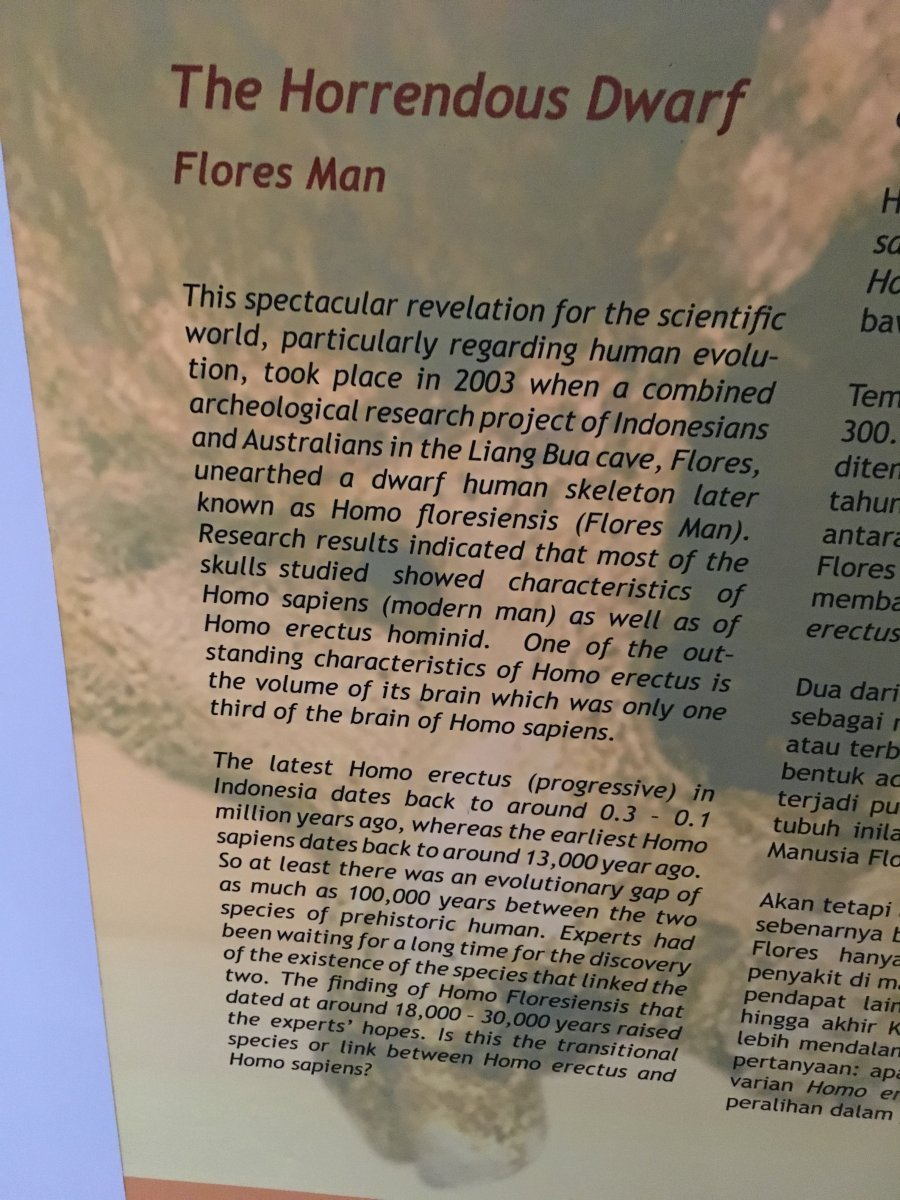 The Horrendous Dwarf
Flores Man
This spectacular revelation for the scientific
world, particularly regarding human evolu-
tion, took place in 2003 when a combined
archeological research project of Indonesians
and Australians in the Liang Bua cave, Flores,
unearthed a dwarf human skeleton later
known as Homo floresiensis (Flores Man).
Research results indicated that most of the
skulls studied showed characteristics of
Homo sapiens (modern man) as well as of
Homo erectus hominid. One of the out-
standing characteristics of Homo erectus is
the volume of its brain which was only one
third of the brain of Homo sapiens.
The latest Homo erectus (progressive) in
Indonesia dates back to around 0.3 - 0.1
million years ago, whereas the earliest Homo
sapiens dates back to around 13,000 year ago.
So at least there was an evolutionary gap of
as much as 100,000 years between the two
species of prehistoric human. Experts had
been waiting for a long time for the discovery
of the existence of the species that linked the
two. The finding of Homo Floresiensis that
dated at around 18,000 - 30,000 years raised
the experts' hopes. Is this the transitional
species or link between Homo erectus and
Homo sapiens?
300.
tahun
Flores
erectus
Dua dari
sebagai
atau
bentuk
terjadi
tubuh
Manusia
Akan tetapi
sebenarnya
Flores hanya
penyakit di
pendapat lain
hingga akhir
lebih
pertanyaan:
varian Homo
peralihan dalam